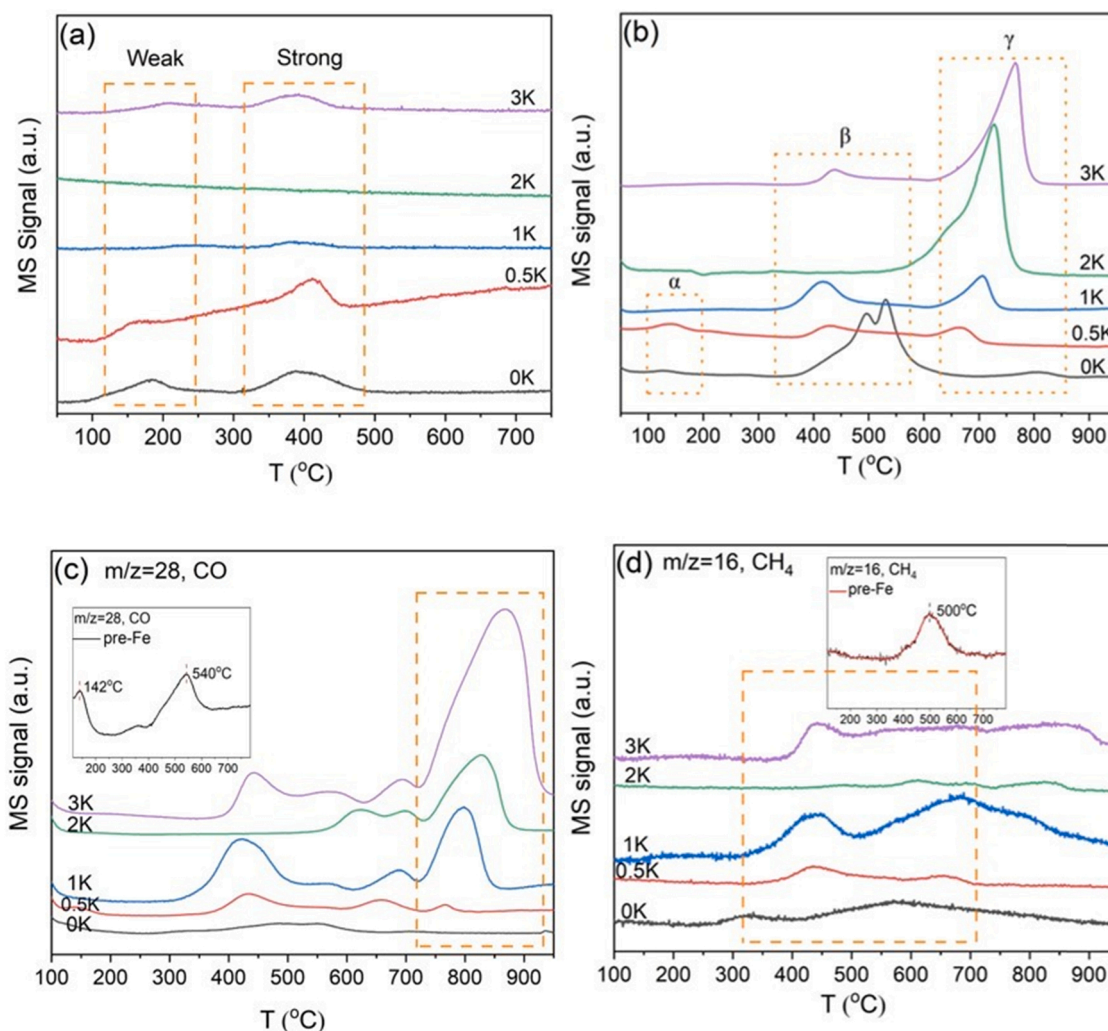 (a)
Weak Strong
3K
2K
1K
0.5K
0K
MS Signal (a.u.)
100 200 300 400 500 600 700
T (°C)
(b)
γ
β
α
3K
2K
1K
0.5K
0K
MS signal (a.u.)
100 200 300 400 500 600 700 800 900
T (°C)
(c) m/z=28, CO
m/z=28, CO
pre-Fe
142°C
540°C
200 300 400 500 600 700
3K
2K
1K
0.5K
0K
MS signal (a.u.)
100 200 300 400 500 600 700 800 900
T (°C)
(d) m/z=16, CH₄
m/z=16, CH₄
pre-Fe
500°C
200 300 400 500 600 700
3K
2K
1K
0.5K
0K
MS signal (a.u.)
100 200 300 400 500 600 700 800 900
T (°C)